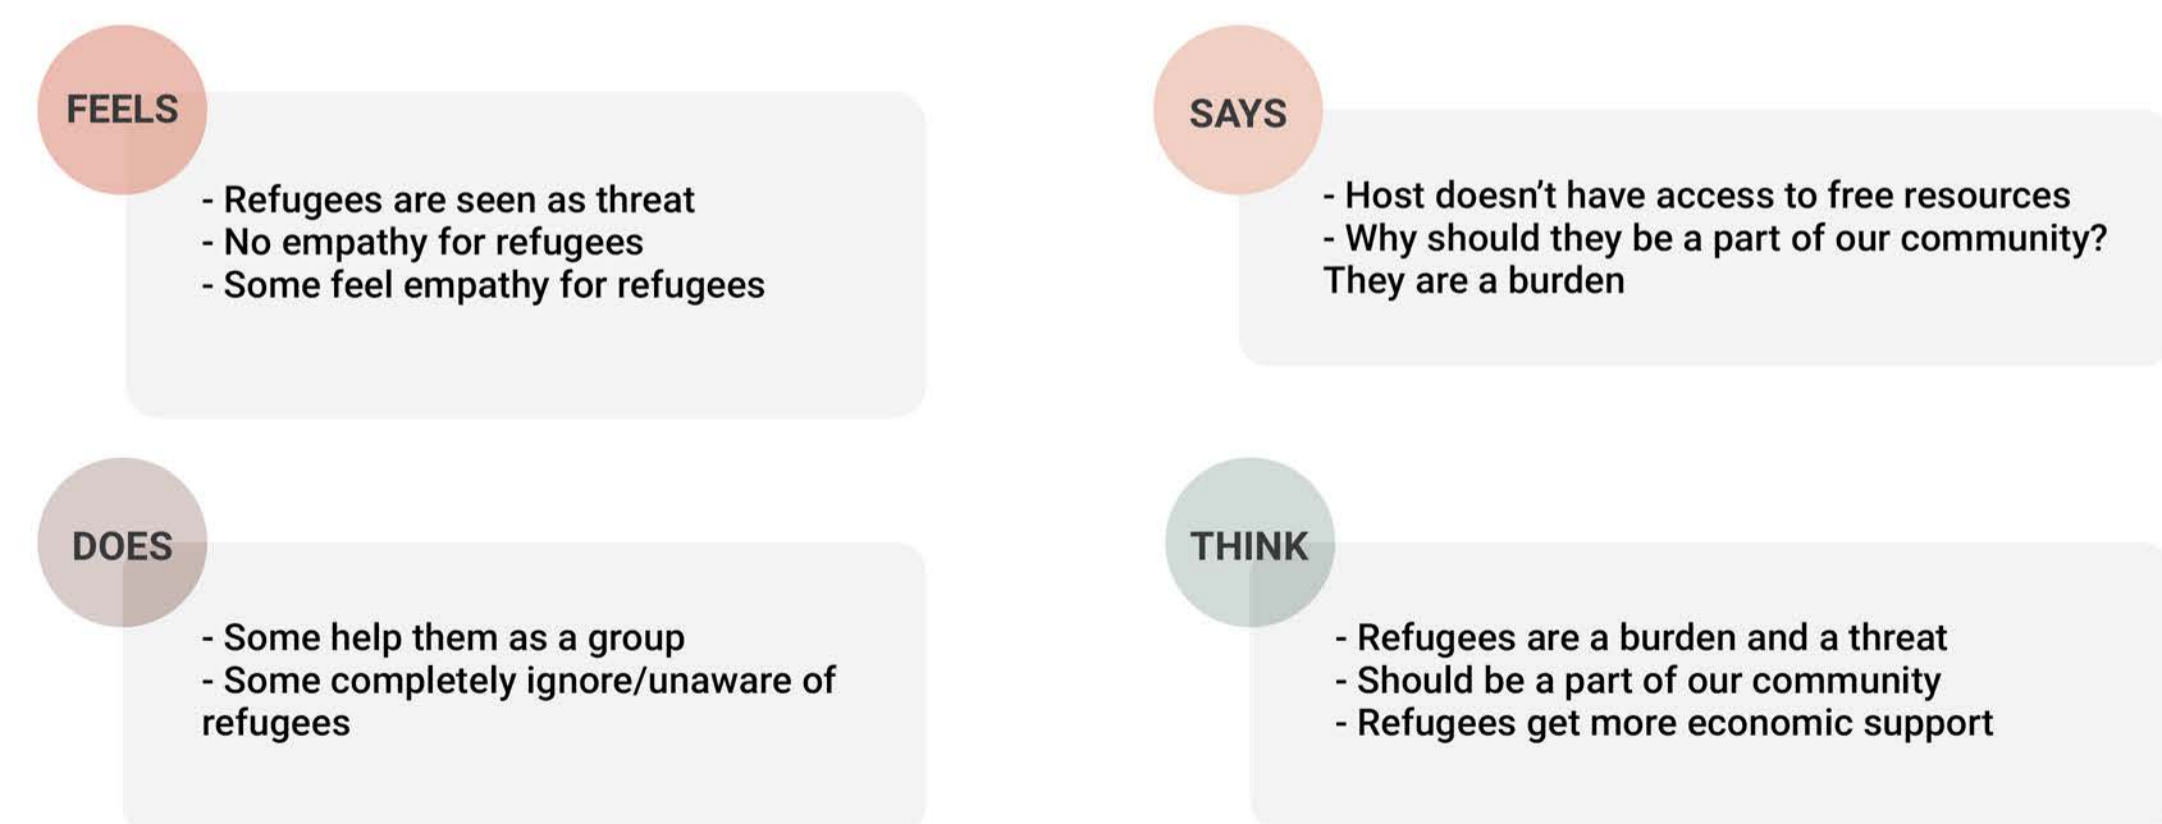 FEELS
- Refugees are seen as threat
- No empathy for refugees
- Some feel empathy for refugees
SAYS
- Host doesn’t have access to free resources
- Why should they be a part of our community?
They are a burden
DOES
- Some help them as a group
- Some completely ignore/unaware of
refugees
THINK
- Refugees are a burden and a threat
- Should be a part of our community
- Refugees get more economic support